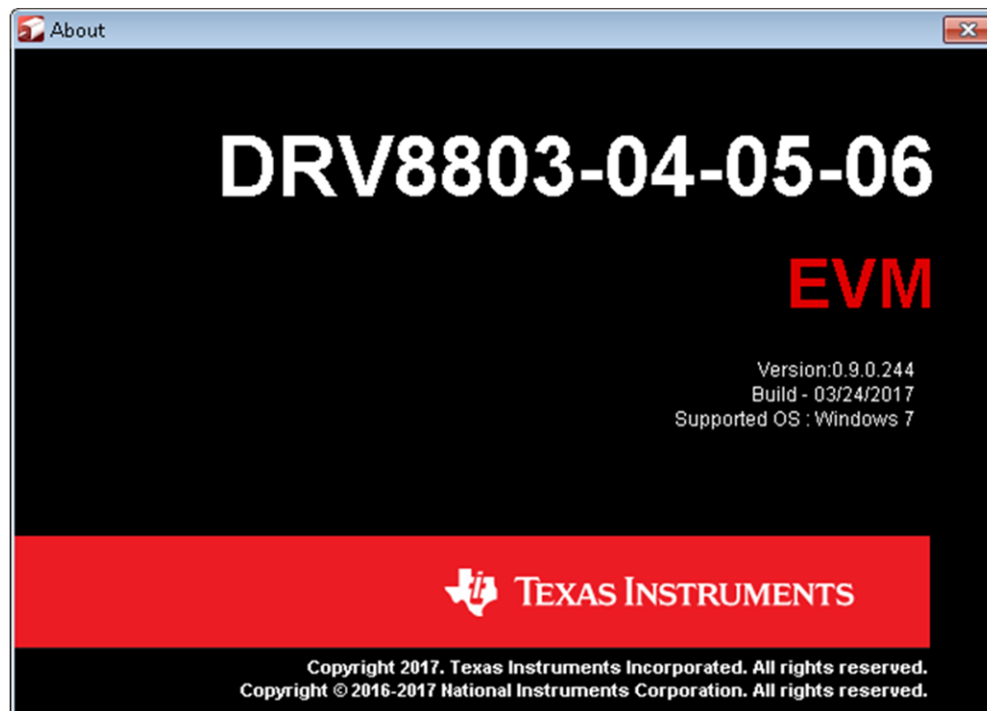 About
DRV8803-04-05-06
EVM
Version:0.9.0.244
Build - 03/24/2017
Supported OS : Windows 7
TEXAS INSTRUMENTS
Copyright 2017. Texas Instruments Incorporated. All rights reserved.
Copyright © 2016-2017 National Instruments Corporation. All rights reserved.